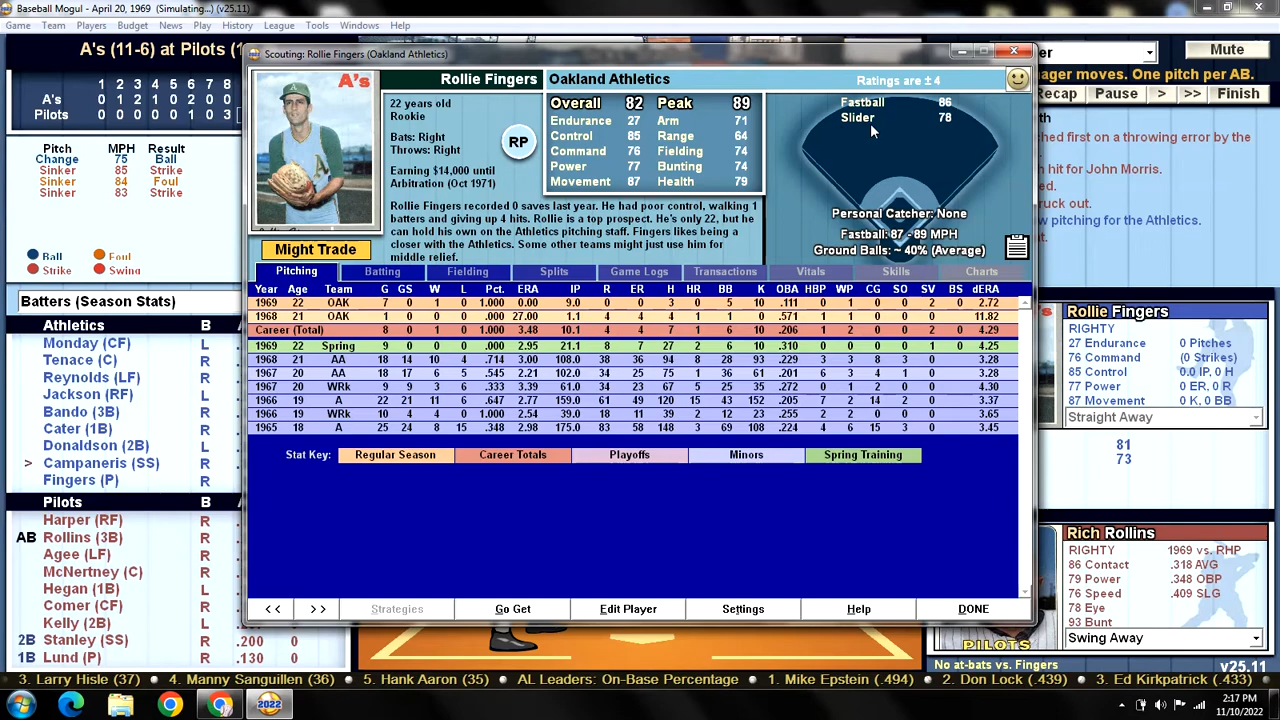 Baseball Mogul - April 20, 1969 (Simulating...) (v25.11)
Game Team Players Budget News Play History League Tools Windows Help
A's (11-6) at Pilots (1
1 2 3 4 5 6 7 8 9
A's 0 1 2 1 0 2 0 0
Pilots 0 0 0 0 0 1 0 3
Pitch MPH Result
Change 75 Ball
Sinker 85 Strike
Sinker 84 Foul
Sinker 83 Strike
Ball Foul
Strike Swing
Batters (Season Stats)
Athletics B
Monday (CF) L
Tenace (C) R
Reynolds (LF) L
Jackson (RF) L
Bando (3B) R
Cater (1B) R
Donaldson (2B) L
> Campaneris (SS) R
Fingers (P) R
Pilots B
Harper (RF) R
AB Rollins (3B) R
Agee (LF) R
McNertney (C) R
Hegan (1B) L
Comer (CF) R
Kelly (2B) L
2B Stanley (SS) R .200 0
1B Lund (P) R .130 0
Scouting: Rollie Fingers (Oakland Athletics)
A's
Rollie Fingers
22 years old
Rookie
Bats: Right
Throws: Right
Earning $14,000 until
Arbitration (Oct 1971)
RP
Oakland Athletics
Overall 82 Peak 89
Endurance 27 Arm 71
Control 85 Range 64
Command 76 Fielding 74
Power 77 Bunting 74
Movement 87 Health 79
Ratings are ± 4
Fastball 86
Slider 78
Personal Catcher: None
Fastball: 87 - 89 MPH
Ground Balls: ~ 40% (Average)
Rollie Fingers recorded 0 saves last year. He had poor control, walking 1
batters and giving up 4 hits. Rollie is a top prospect. He's only 22, but he
can hold his own on the Athletics pitching staff. Fingers likes being a
closer with the Athletics. Some other teams might just use him for
middle relief.
Might Trade
Pitching Batting Fielding Splits Game Logs Transactions Vitals Skills Charts
Year Age Team G GS W L Pct. ERA IP R ER H HR BB K OBA HBP WP CG SO SV BS dERA
1969 22 OAK 7 0 1 0 1.000 0.00 9.0 0 0 3 0 5 10 .111 0 1 0 0 2 0 2.72
1968 21 OAK 1 0 0 0 .000 27.00 1.1 4 4 4 1 1 0 .571 1 1 0 0 0 0 11.82
Career (Total) 8 0 1 0 1.000 3.48 10.1 4 4 7 1 6 10 .206 1 2 0 0 2 0 4.29
1969 22 Spring 9 0 0 0 .000 2.95 21.1 8 7 27 2 6 10 .310 0 0 0 0 1 0 4.25
1968 21 AA 18 14 10 4 .714 3.00 108.0 38 36 94 8 28 93 .229 3 3 8 3 0 3.28
1967 20 AA 18 17 6 5 .545 2.21 102.0 34 25 75 1 36 61 .201 6 3 4 1 0 3.28
1967 20 WRk 9 9 3 6 .333 3.39 61.0 34 23 67 5 25 35 .272 0 1 2 0 0 4.30
1966 19 A 22 21 11 6 .647 2.77 159.0 61 49 120 15 43 152 .205 7 2 14 2 0 3.37
1966 19 WRk 10 4 4 0 1.000 2.54 39.0 18 11 39 2 12 23 .255 2 2 0 0 0 3.65
1965 18 A 25 24 8 15 .348 2.98 175.0 83 58 148 3 69 108 .224 4 6 15 3 0 3.45
Stat Key: Regular Season Career Totals Playoffs Minors Spring Training
<< >> Strategies Go Get Edit Player Settings Help DONE
er Mute
nager moves. One pitch per AB.
Recap Pause > >> Finish
th
ched first on a throwing error by the
n.
n hit for John Morris.
ed.
ruck out.
w pitching for the Athletics.
nt.
Rollie Fingers
RIGHTY
27 Endurance 0 Pitches
76 Command (0 Strikes)
85 Control 0.0 IP, 0 H
77 Power 0 ER, 0 R
87 Movement 0 K, 0 BB
Straight Away
81
73
Rich Rollins
RIGHTY 1969 vs. RHP
86 Contact .318 AVG
79 Power .348 OBP
76 Speed .409 SLG
78 Eye
93 Bunt
Swing Away
PILOTS
No at-bats vs. Fingers v25.11
3. Larry Hisle (37) 4. Manny Sanguillen (36) 5. Hank Aaron (35) AL Leaders: On-Base Percentage 1. Mike Epstein (.494) 2. Don Lock (.439) 3. Ed Kirkpatrick (.433)
2022
2:17 PM
11/10/2022